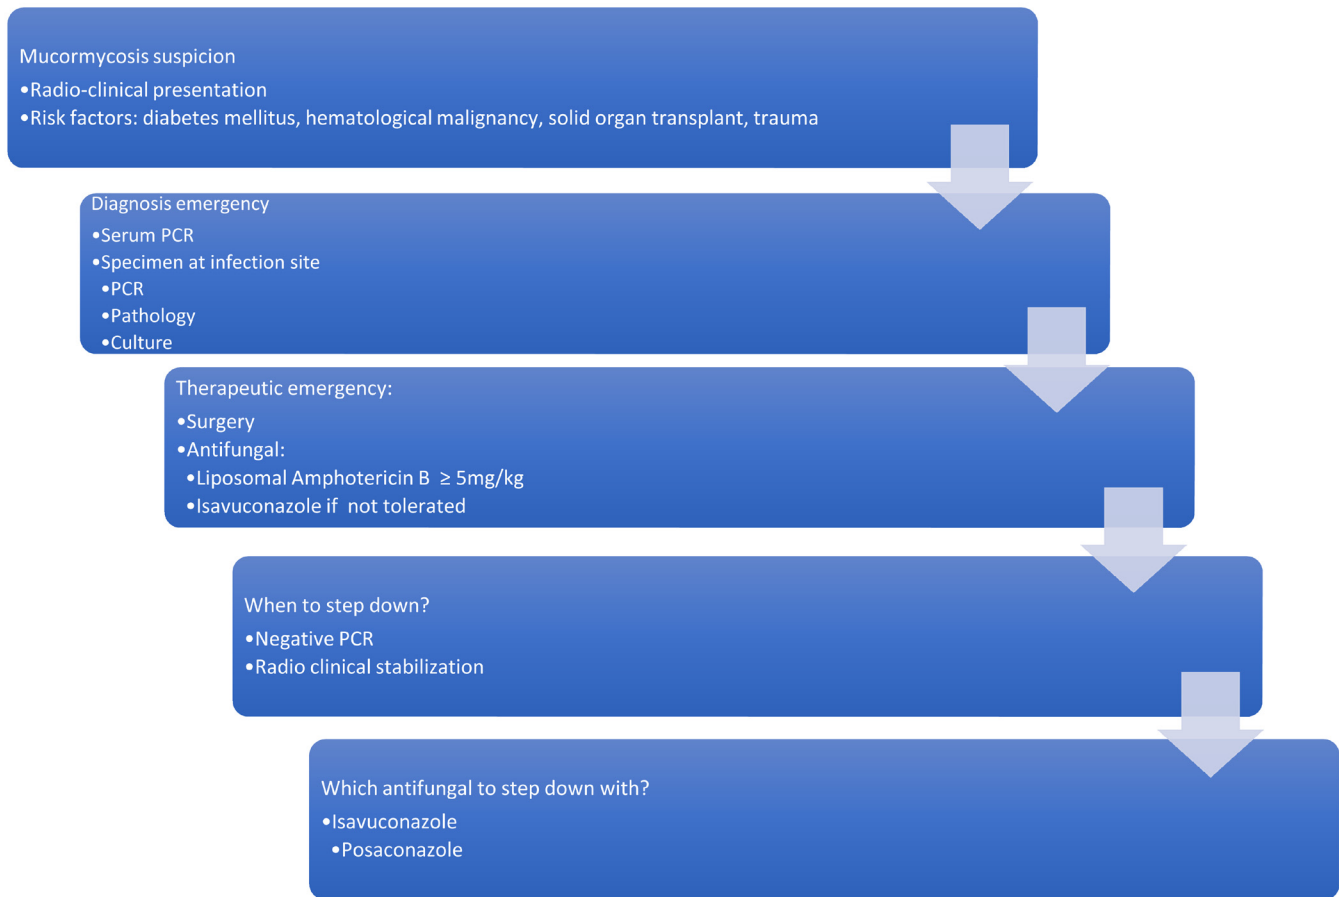 Mucormycosis suspicion
•Radio-clinical presentation
•Risk factors: diabetes mellitus, hematological malignancy, solid organ transplant, trauma
Diagnosis emergency
•Serum PCR
•Specimen at infection site
•PCR
•Pathology
•Culture
Therapeutic emergency:
•Surgery
•Antifungal:
•Liposomal Amphotericin B ≥ 5mg/kg
•Isavuconazole if not tolerated
When to step down?
•Negative PCR
•Radio clinical stabilization
Which antifungal to step down with?
•Isavuconazole
•Posaconazole